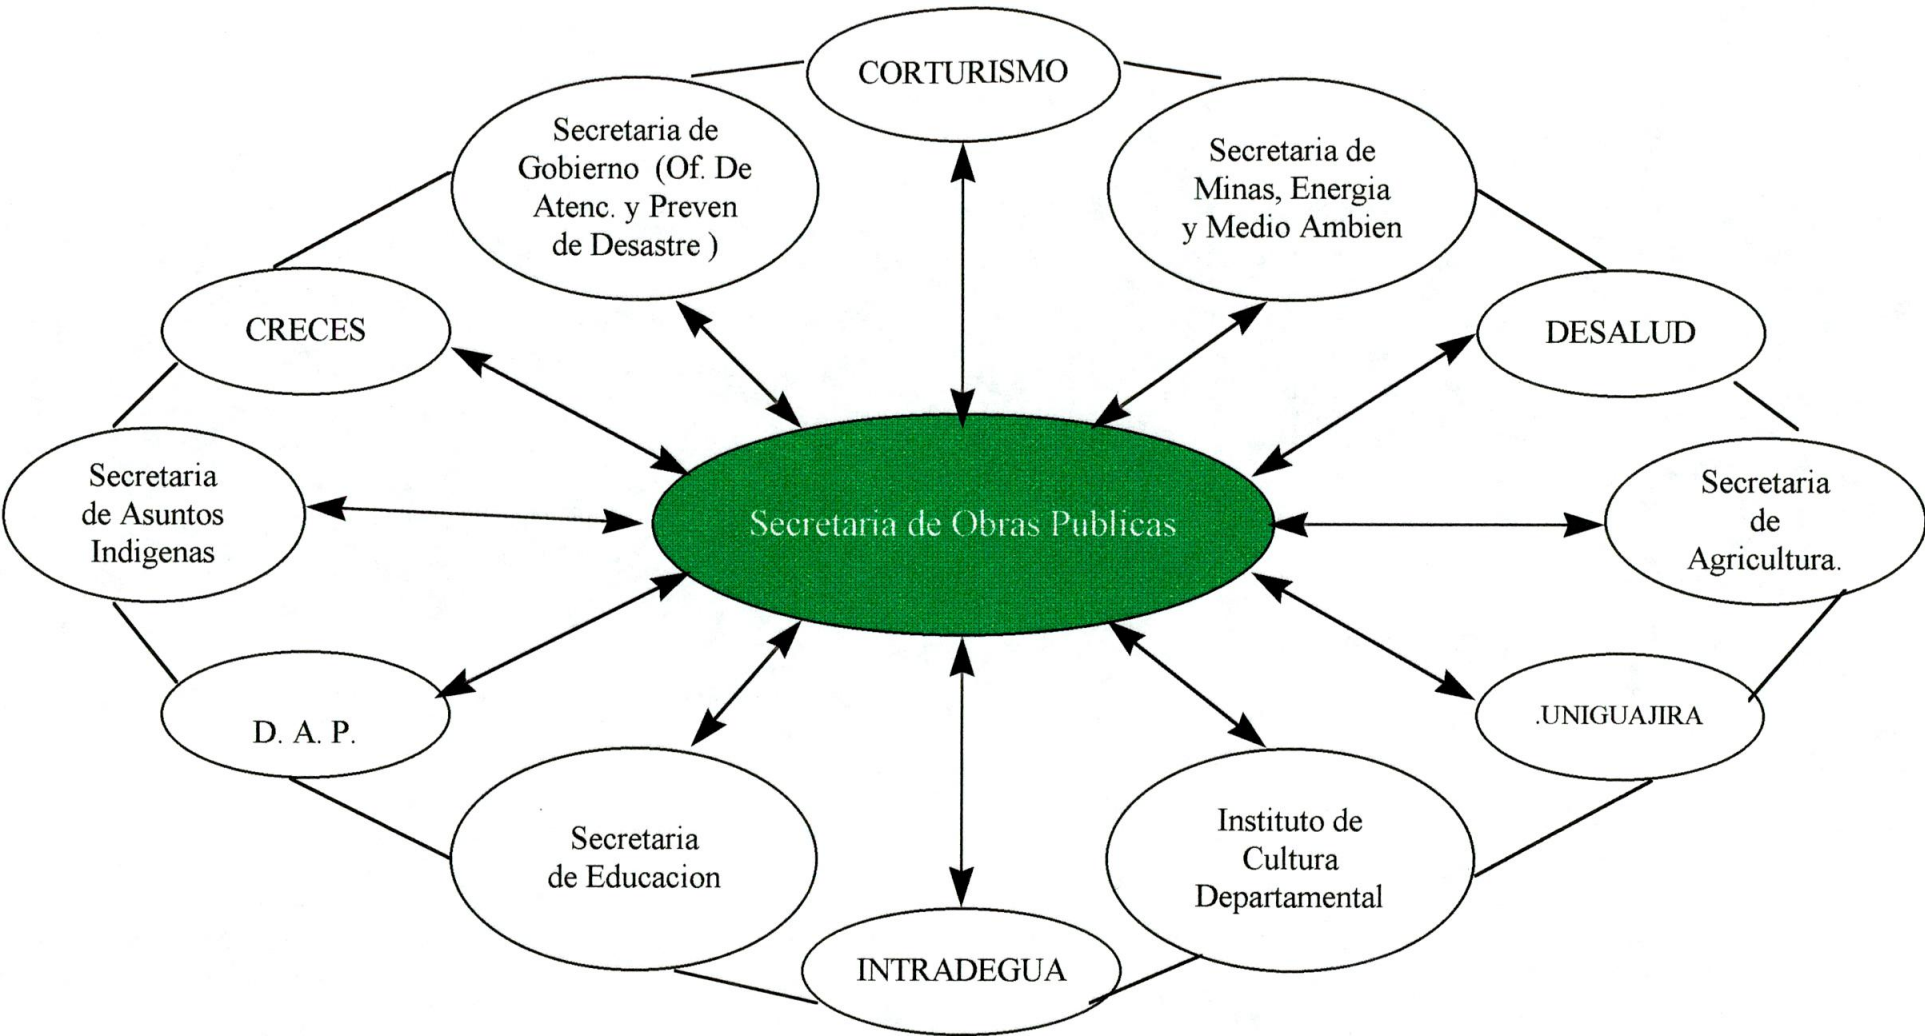 CORTURISMO
Secretaria de
Gobierno (Of. De
Atenc. y Preven
de Desastre )
Secretaria de
Minas, Energia
y Medio Ambien
CRECES
DESALUD
Secretaria
de Asuntos
Indigenas
Secretaria de Obras Publicas
Secretaria
de
Agricultura.
D. A. P.
.UNIGUAJIRA
Secretaria
de Educacion
Instituto de
Cultura
Departamental
INTRADEGUA